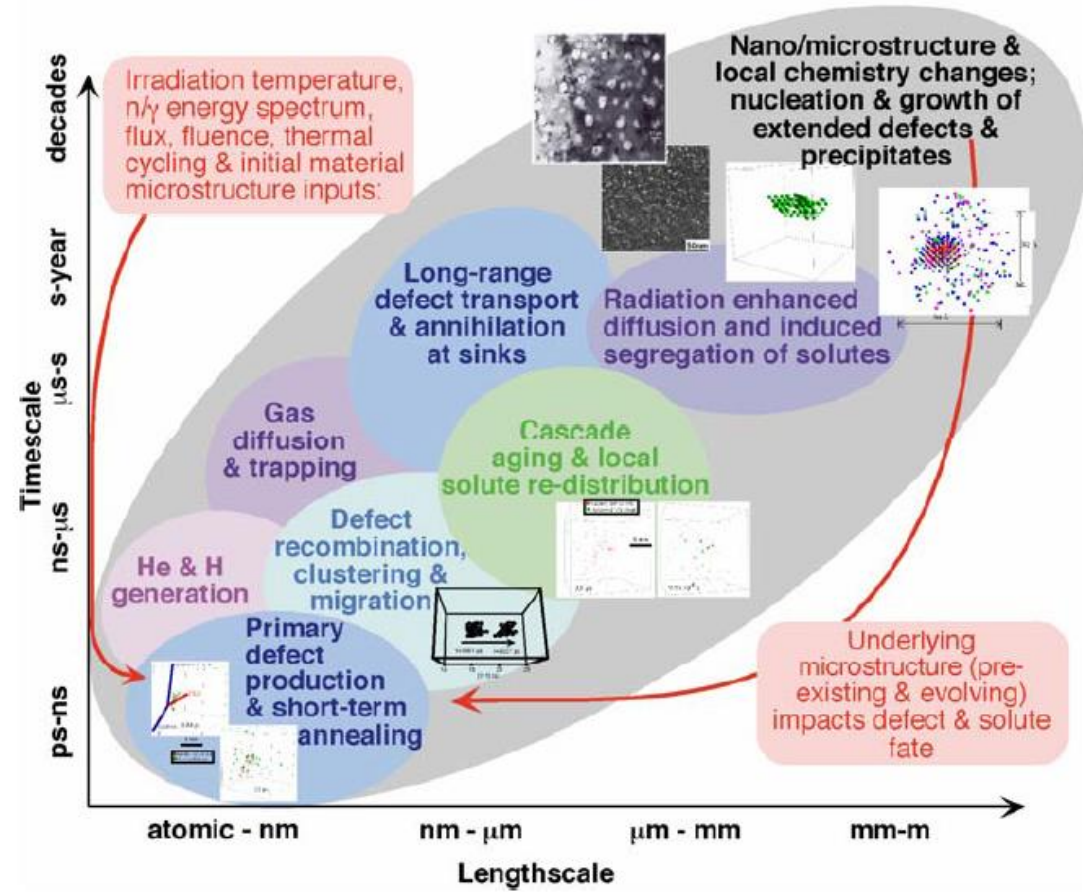 decades
s-year
μs-s
ns-μs
ps-ns
Timescale
Irradiation temperature,
n/γ energy spectrum,
flux, fluence, thermal
cycling & initial material
microstructure inputs:
Nano/microstructure &
local chemistry changes;
nucleation & growth of
extended defects &
precipitates
50nm
Long-range
defect transport
& annihilation
at sinks
Radiation enhanced
diffusion and induced
segregation of solutes
Gas
diffusion
& trapping
Cascade
aging & local
solute re-distribution
Defect
recombination,
clustering &
migration
He & H
generation
Primary
defect
production
& short-term
annealing
Underlying
microstructure (pre-
existing & evolving)
impacts defect & solute
fate
atomic - nm
nm - μm
μm - mm
mm-m
Lengthscale